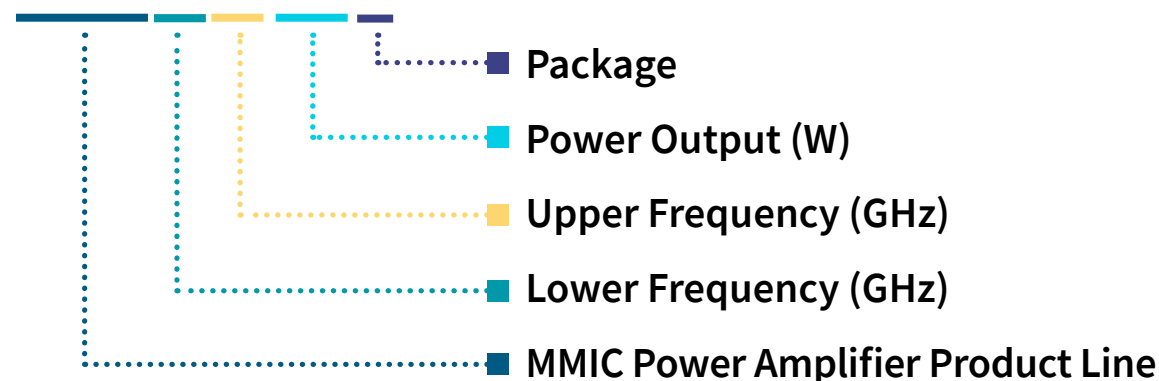 Package
Power Output (W)
Upper Frequency (GHz)
Lower Frequency (GHz)
MMIC Power Amplifier Product Line